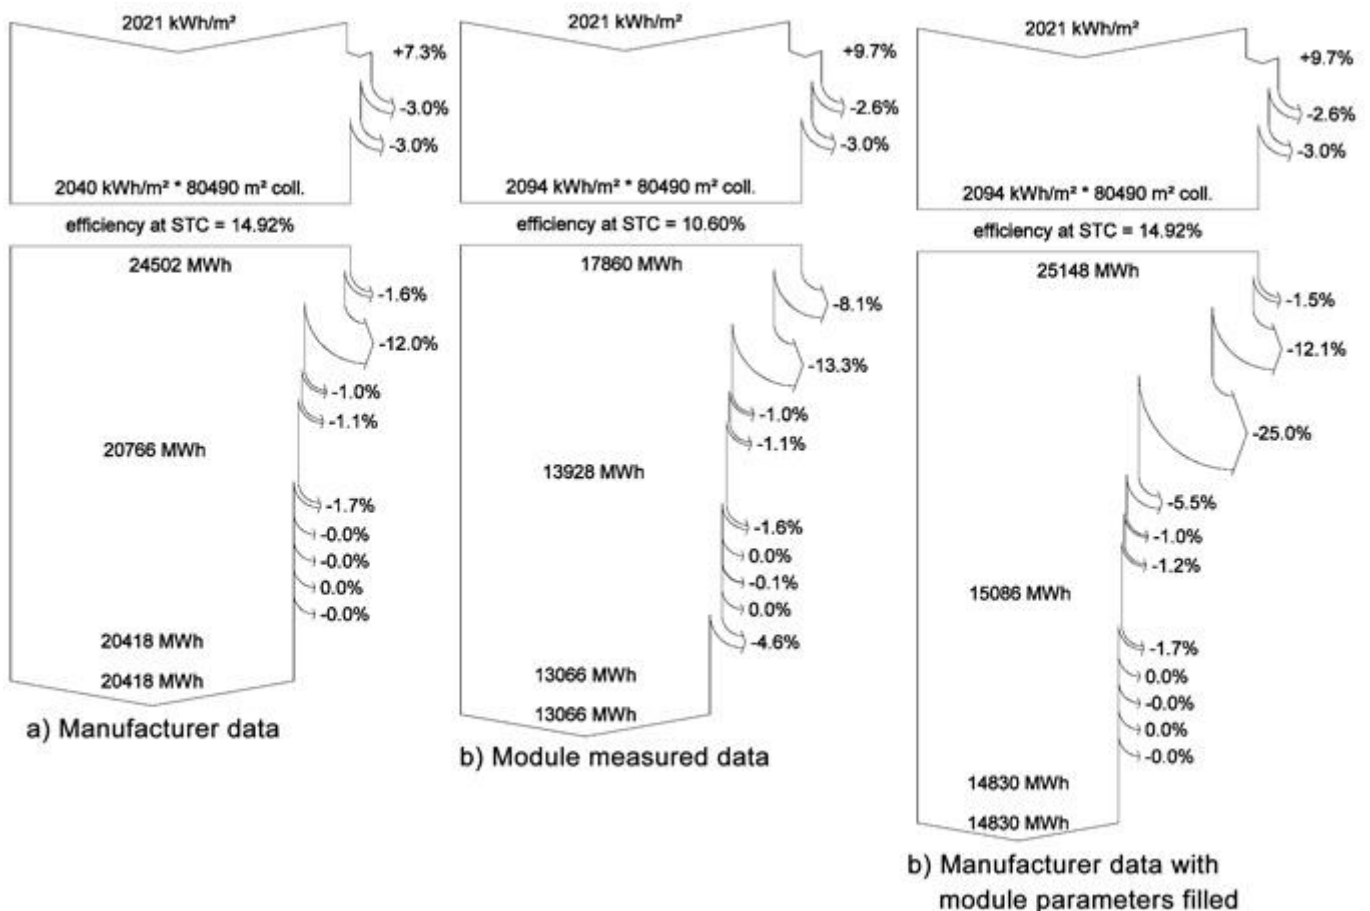 2021 kWh/m²
+7.3%
-3.0%
-3.0%
2040 kWh/m² * 80490 m² coll.
efficiency at STC = 14.92%
24502 MWh
-1.6%
-12.0%
-1.0%
-1.1%
20766 MWh
-1.7%
-0.0%
-0.0%
0.0%
-0.0%
20418 MWh
20418 MWh
a) Manufacturer data
2021 kWh/m²
+9.7%
-2.6%
-3.0%
2094 kWh/m² * 80490 m² coll.
efficiency at STC = 10.60%
17860 MWh
-8.1%
-13.3%
-1.0%
-1.1%
13928 MWh
-1.6%
0.0%
-0.1%
0.0%
-4.6%
13066 MWh
13066 MWh
b) Module measured data
2021 kWh/m²
+9.7%
-2.6%
-3.0%
2094 kWh/m² * 80490 m² coll.
efficiency at STC = 14.92%
25148 MWh
-1.5%
-12.1%
-25.0%
-5.5%
-1.0%
-1.2%
15086 MWh
-1.7%
0.0%
-0.0%
0.0%
-0.0%
14830 MWh
14830 MWh
b) Manufacturer data with
module parameters filled